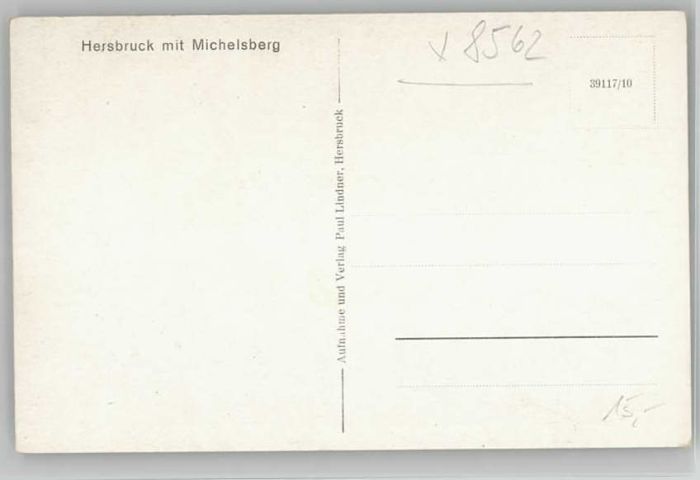 Hersbruck mit Michelsberg
x 8562
39117/10
Aufnahme und Verlag Paul Lindner, Hersbruck
15,-